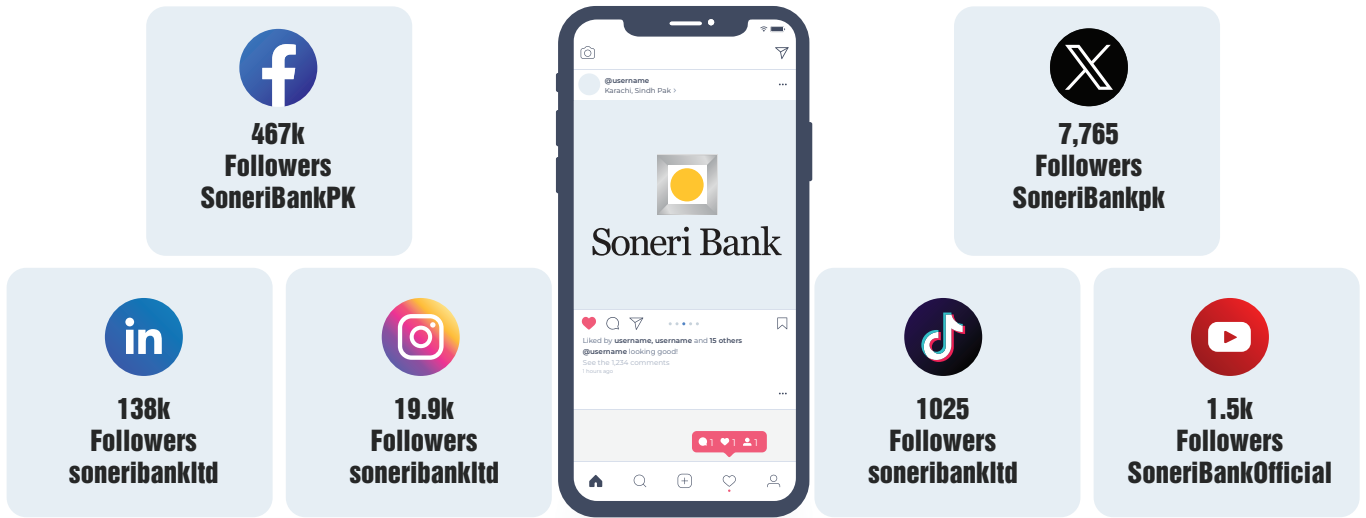 467k
Followers
SoneriBankPK
7,765
Followers
SoneriBankpk
138k
Followers
soneribankltd
19.9k
Followers
soneribankltd
@username
Karachi, Sindh Pak >
Soneri Bank
Liked by username, username and 15 others
@username looking good!
See the 1,234 comments
1 hours ago
1 1 1
1025
Followers
soneribankltd
1.5k
Followers
SoneriBankOfficial